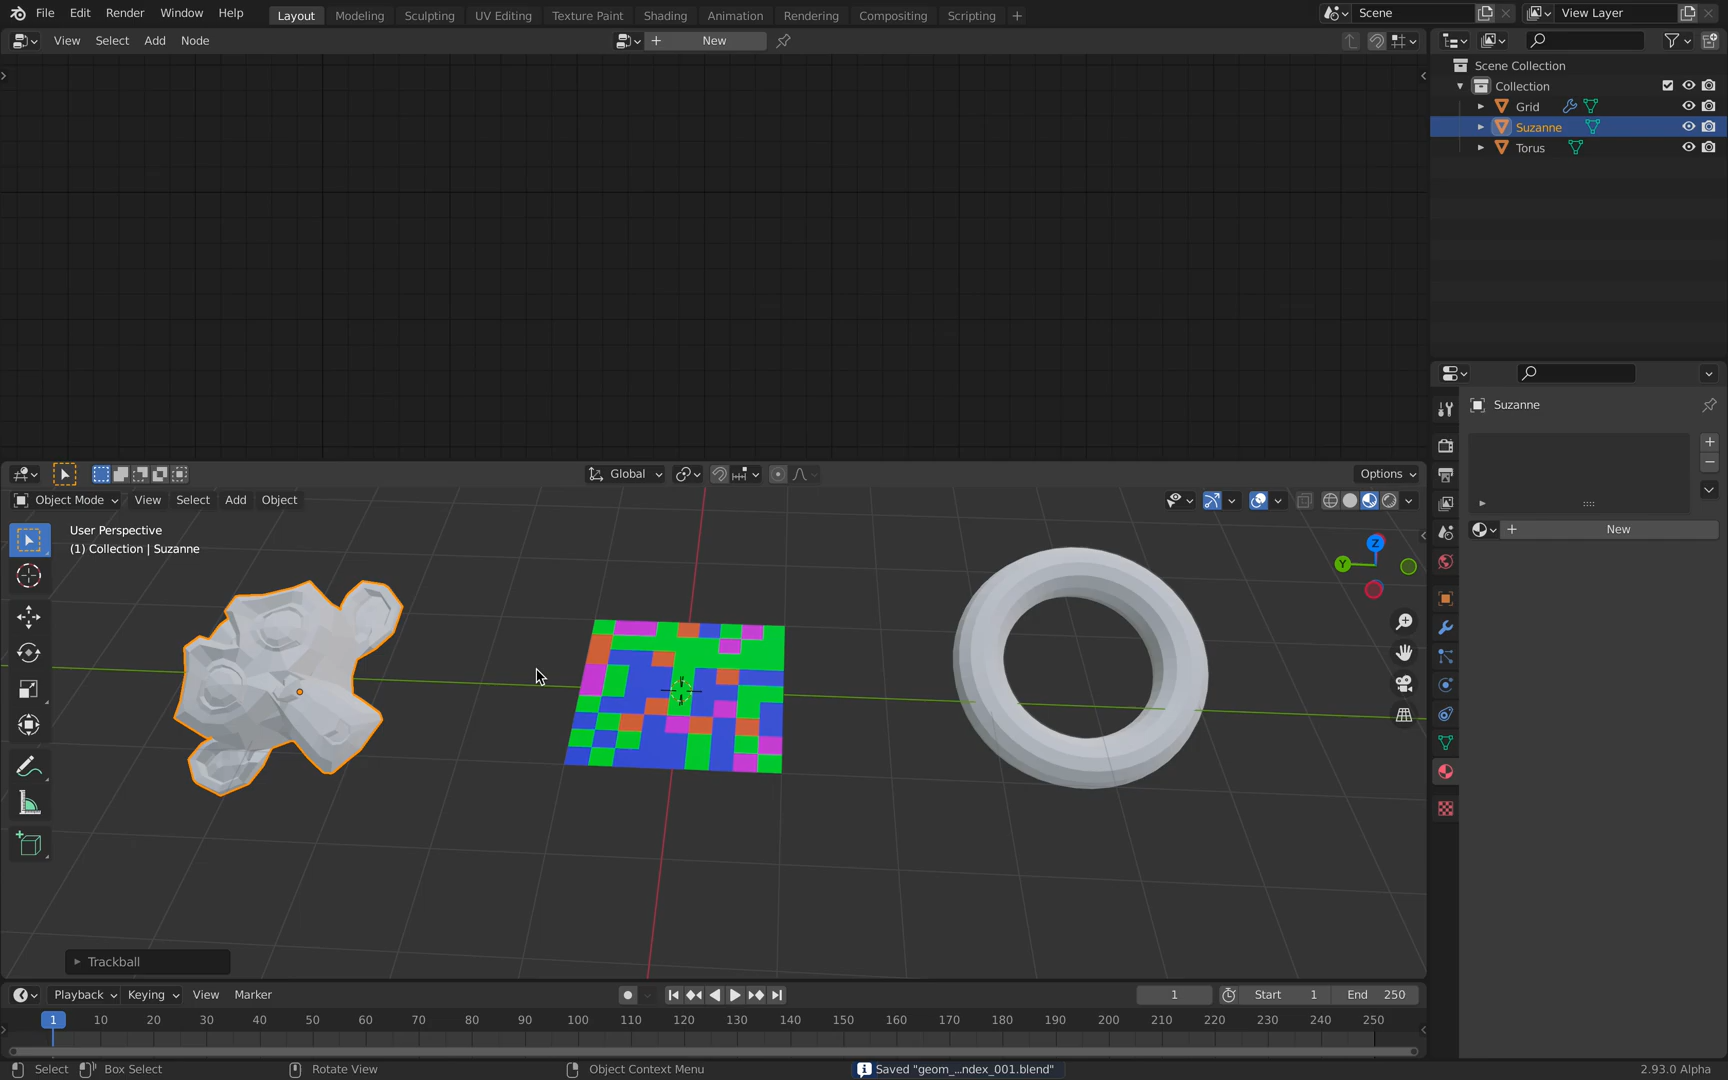 File Edit Render Window Help Layout Modeling Sculpting UV Editing Texture Paint Shading Animation Rendering Compositing Scripting + Scene View Layer
View Select Add Node + New
Scene Collection
Collection
Grid
Suzanne
Torus
Suzanne
+ New
Global Options
Object Mode View Select Add Object
User Perspective
(1) Collection | Suzanne
Z
Y
Trackball
Playback Keying View Marker 1 Start 1 End 250
1 10 20 30 40 50 60 70 80 90 100 110 120 130 140 150 160 170 180 190 200 210 220 230 240 250
Select Box Select Rotate View Object Context Menu Saved "geom_...ndex_001.blend" 2.93.0 Alpha